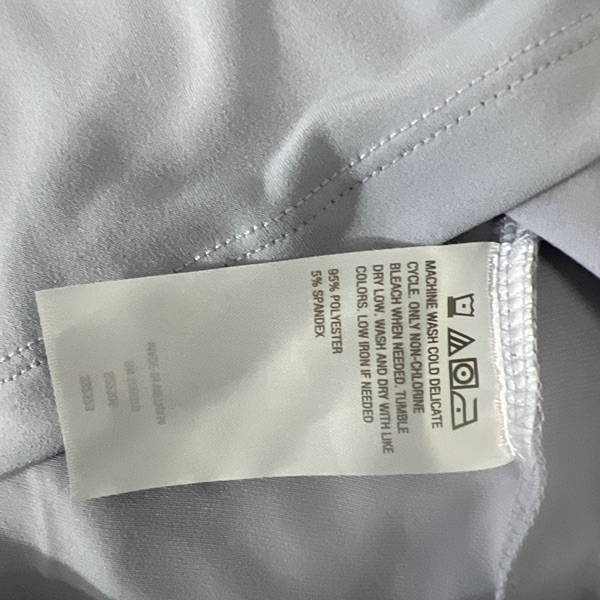 MACHINE WASH COLD DELICATE
CYCLE. ONLY NON-CHLORINE
BLEACH WHEN NEEDED. TUMBLE
DRY LOW. WASH AND DRY WITH LIKE
COLORS. LOW IRON IF NEEDED
95% POLYESTER
5% SPANDEX